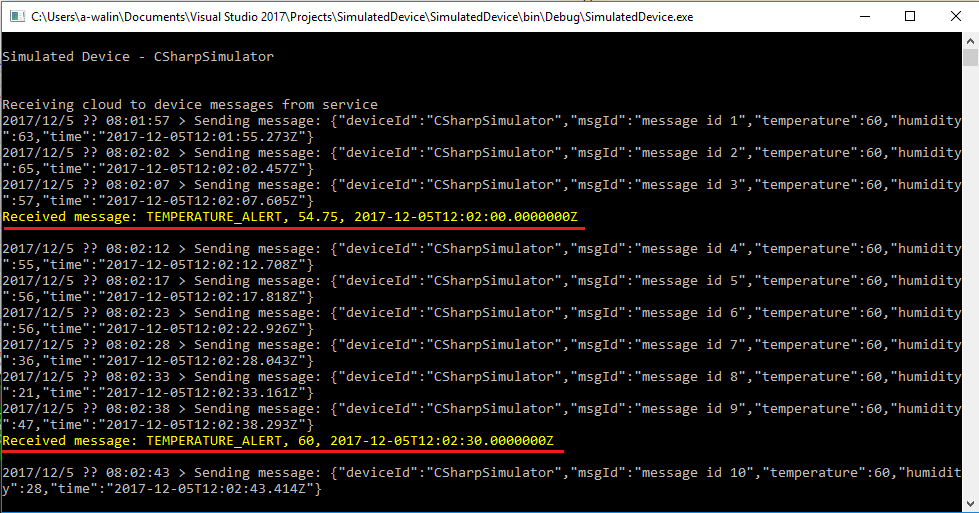 C:\Users\a-walin\Documents\Visual Studio 2017\Projects\SimulatedDevice\SimulatedDevice\bin\Debug\SimulatedDevice.exe
Simulated Device - CSharpSimulator
Receiving cloud to device messages from service
2017/12/5 ?? 08:01:57 > Sending message: {"deviceId":"CSharpSimulator","msgId":"message id 1","temperature":60,"humidity
":63,"time":"2017-12-05T12:01:55.273Z"}
2017/12/5 ?? 08:02:02 > Sending message: {"deviceId":"CSharpSimulator","msgId":"message id 2","temperature":60,"humidity
":65,"time":"2017-12-05T12:02:02.457Z"}
2017/12/5 ?? 08:02:07 > Sending message: {"deviceId":"CSharpSimulator","msgId":"message id 3","temperature":60,"humidity
":57,"time":"2017-12-05T12:02:07.605Z"}
Received message: TEMPERATURE_ALERT, 54.75, 2017-12-05T12:02:00.0000000Z
2017/12/5 ?? 08:02:12 > Sending message: {"deviceId":"CSharpSimulator","msgId":"message id 4","temperature":60,"humidity
":55,"time":"2017-12-05T12:02:12.708Z"}
2017/12/5 ?? 08:02:17 > Sending message: {"deviceId":"CSharpSimulator","msgId":"message id 5","temperature":60,"humidity
":56,"time":"2017-12-05T12:02:17.818Z"}
2017/12/5 ?? 08:02:23 > Sending message: {"deviceId":"CSharpSimulator","msgId":"message id 6","temperature":60,"humidity
":56,"time":"2017-12-05T12:02:22.926Z"}
2017/12/5 ?? 08:02:28 > Sending message: {"deviceId":"CSharpSimulator","msgId":"message id 7","temperature":60,"humidity
":36,"time":"2017-12-05T12:02:28.043Z"}
2017/12/5 ?? 08:02:33 > Sending message: {"deviceId":"CSharpSimulator","msgId":"message id 8","temperature":60,"humidity
":21,"time":"2017-12-05T12:02:33.161Z"}
2017/12/5 ?? 08:02:38 > Sending message: {"deviceId":"CSharpSimulator","msgId":"message id 9","temperature":60,"humidity
":47,"time":"2017-12-05T12:02:38.293Z"}
Received message: TEMPERATURE_ALERT, 60, 2017-12-05T12:02:30.0000000Z
2017/12/5 ?? 08:02:43 > Sending message: {"deviceId":"CSharpSimulator","msgId":"message id 10","temperature":60,"humidit
y":28,"time":"2017-12-05T12:02:43.414Z"}